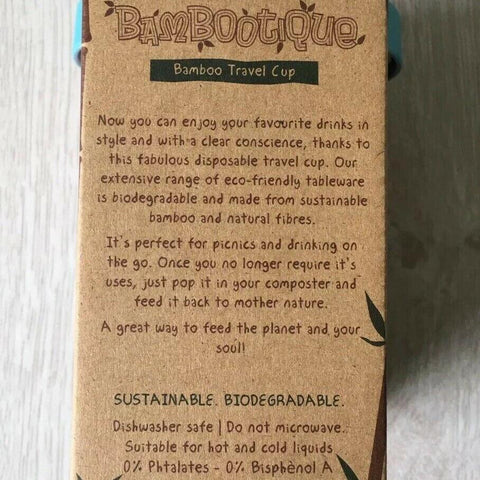 BAMBOOTIQUE
Bamboo Travel Cup
Now you can enjoy your favourite drinks in
style and with a clear conscience, thanks to
this fabulous disposable travel cup. Our
extensive range of eco-friendly tableware
is biodegradable and made from sustainable
bamboo and natural fibres.
It's perfect for picnics and drinking on
the go. Once you no longer require it's
uses, just pop it in your composter and
feed it back to mother nature.
A great way to feed the planet and your
soul!
SUSTAINABLE. BIODEGRADABLE.
Dishwasher safe | Do not microwave.
Suitable for hot and cold liquids
0% Phtalates - 0% Bisphènol A